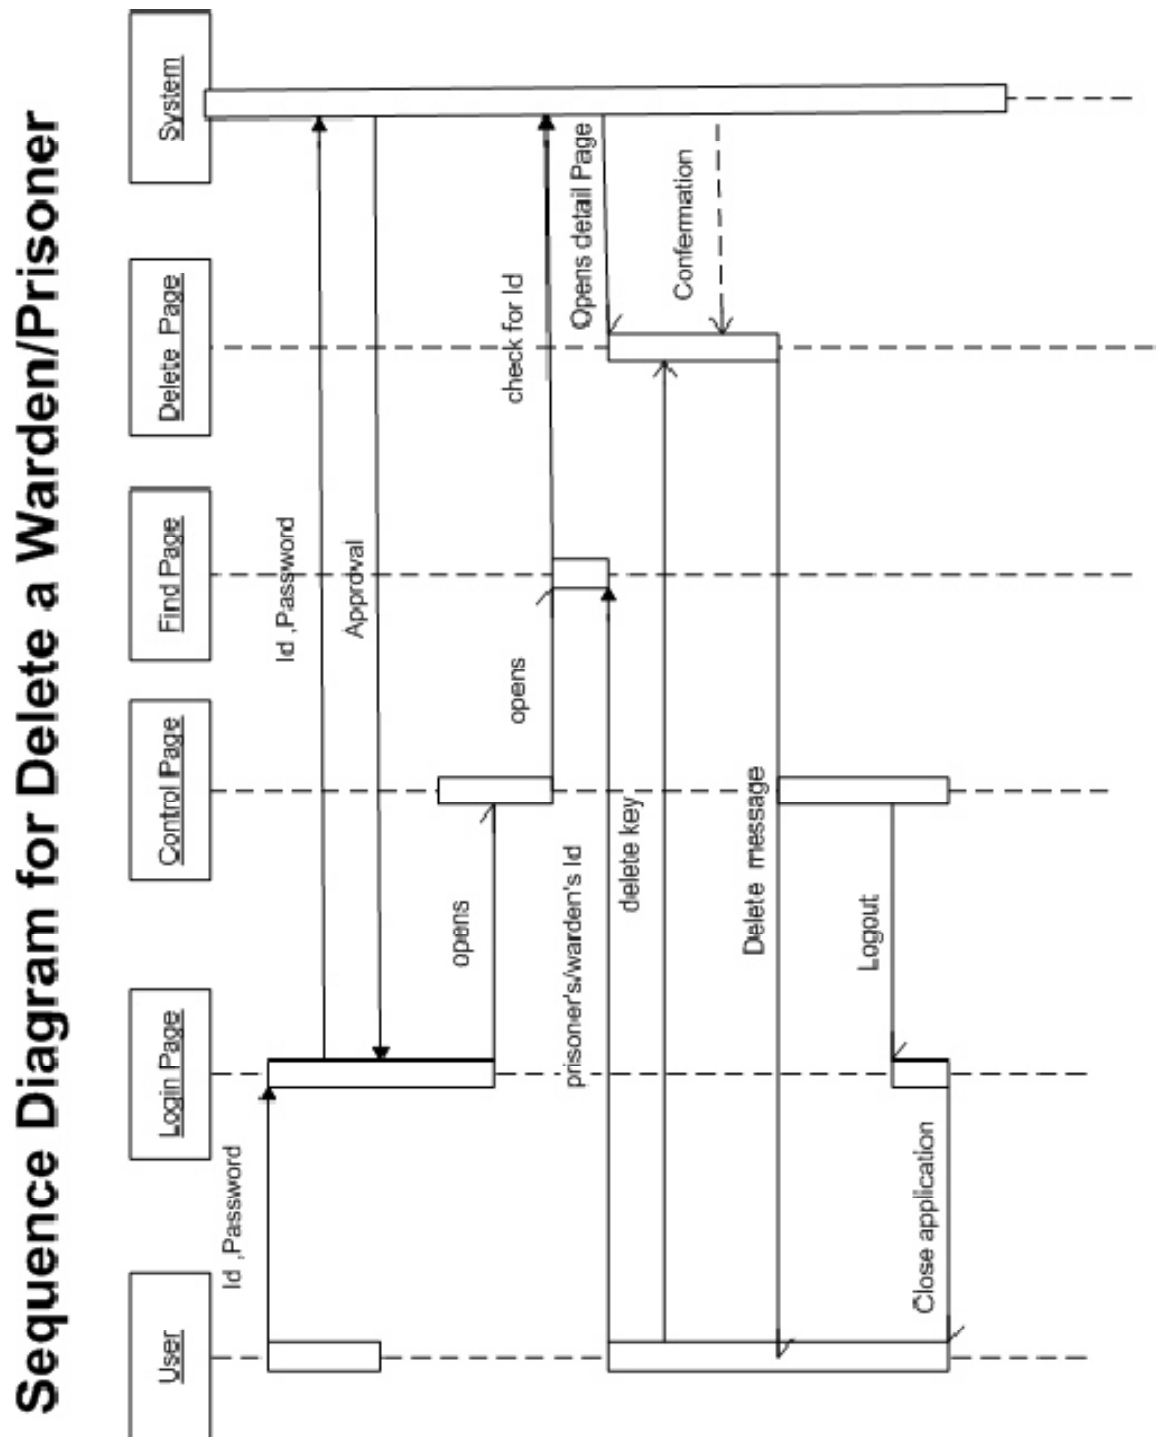 Sequence Diagram for Delete a Warden/Prisoner
User
Login Page
Control Page
Find Page
Delete Page
System
Id ,Password
Id ,Password
Approval
opens
opens
check for Id
prisoner's/warden's Id
Opens detail Page
delete key
Confermation
Delete message
Logout
Close application